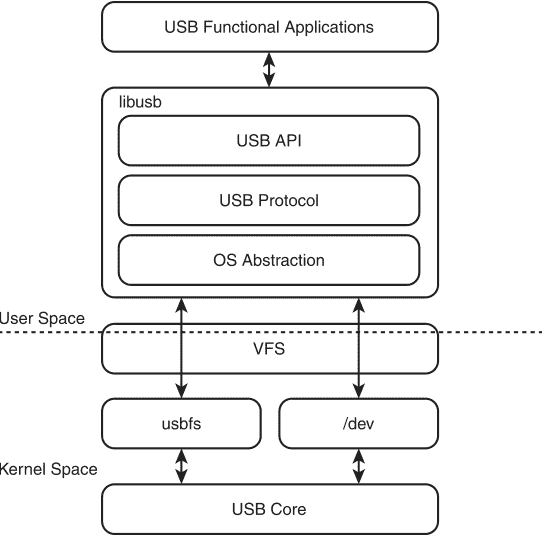 USB Functional Applications
libusb
USB API
USB Protocol
OS Abstraction
User Space
VFS
usbfs
/dev
Kernel Space
USB Core